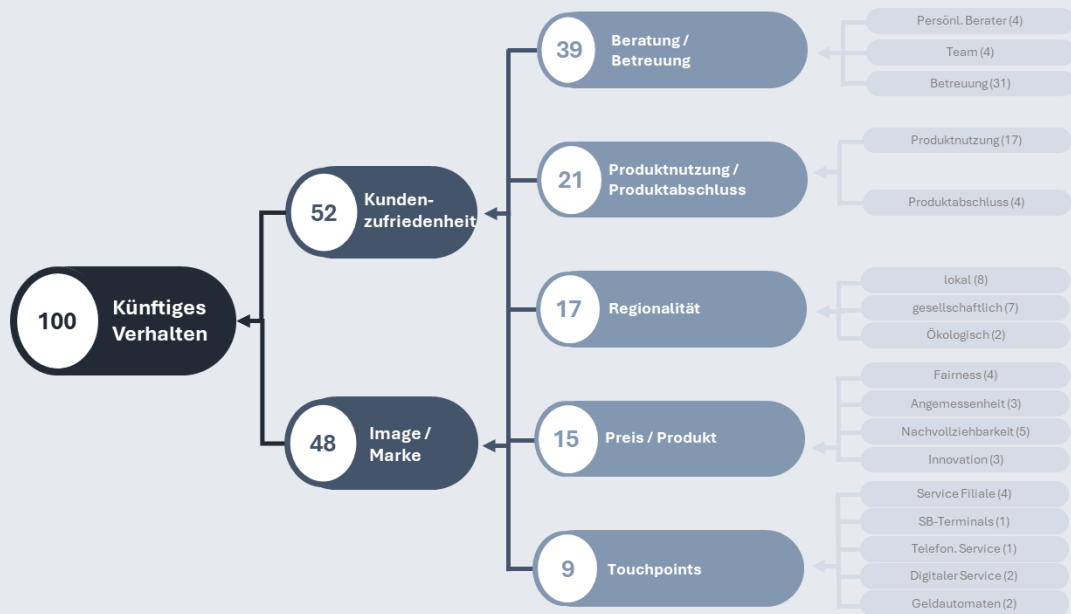 100
Künftiges
Verhalten
52
Kunden-
zufriedenheit
48
Image /
Marke
39
Beratung /
Betreuung
21
Produktnutzung /
Produktabschluss
17
Regionalität
15
Preis / Produkt
9
Touchpoints
Persönl. Berater (4)
Team (4)
Betreuung (31)
Produktnutzung (17)
Produktabschluss (4)
lokal (8)
gesellschaftlich (7)
Ökologisch (2)
Fairness (4)
Angemessenheit (3)
Nachvollziehbarkeit (5)
Innovation (3)
Service Filiale (4)
SB-Terminals (1)
Telefon. Service (1)
Digitaler Service (2)
Geldautomaten (2)